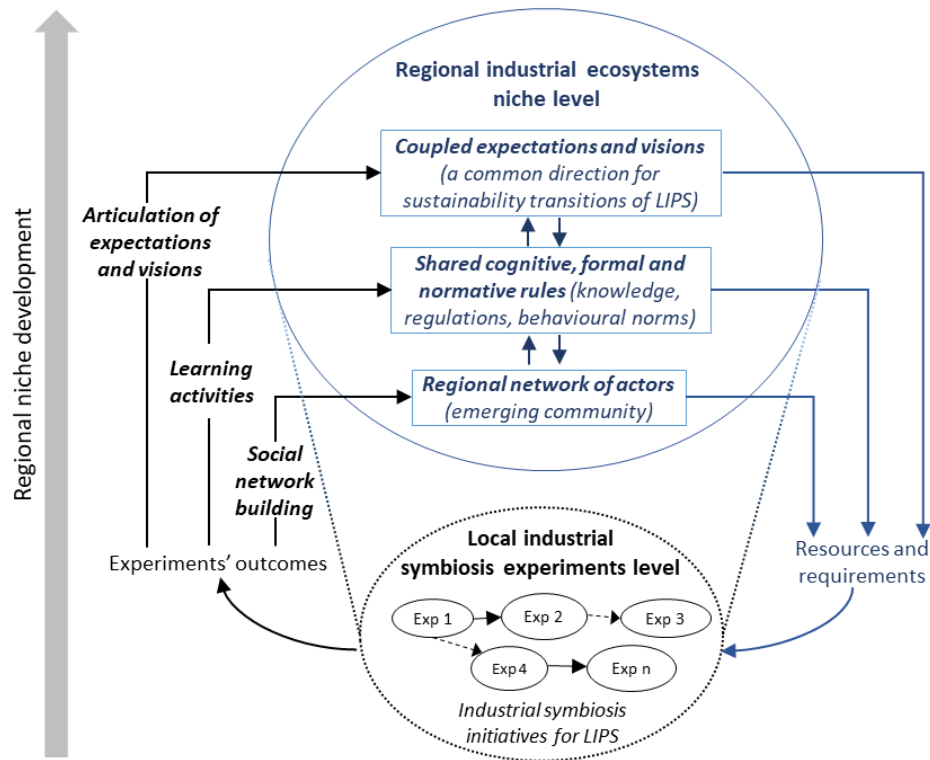 Regional niche development
Regional industrial ecosystems
niche level
Coupled expectations and visions
(a common direction for
sustainability transitions of LIPS)
Articulation of
expectations
and visions
Shared cognitive, formal and
normative rules (knowledge,
regulations, behavioural norms)
Learning
activities
Regional network of actors
(emerging community)
Social
network
building
Experiments' outcomes
Local industrial
symbiosis experiments level
Exp 1
Exp 2
Exp 3
Exp 4
Exp n
Industrial symbiosis
initiatives for LIPS
Resources and
requirements